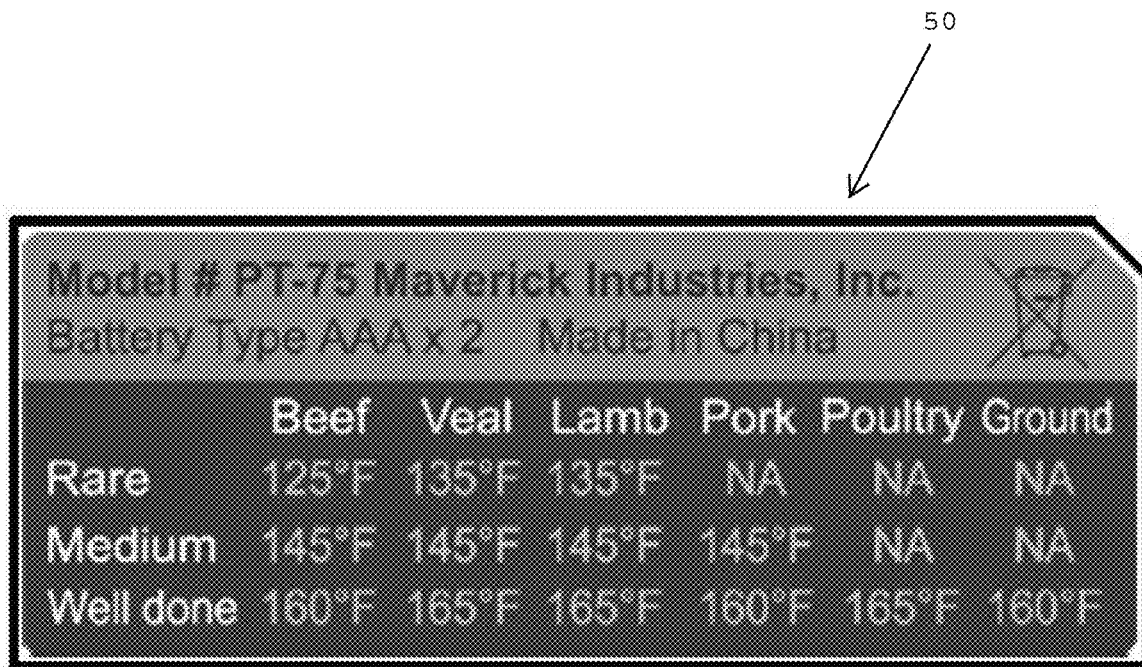 50
Model # PT-75 Maverick Industries, Inc.
Battery Type AAA x 2 Made in China
Beef Veal Lamb Pork Poultry Ground
Rare 125°F 135°F 135°F NA NA NA
Medium 145°F 145°F 145°F 145°F NA NA
Well done 160°F 165°F 165°F 160°F 165°F 160°F